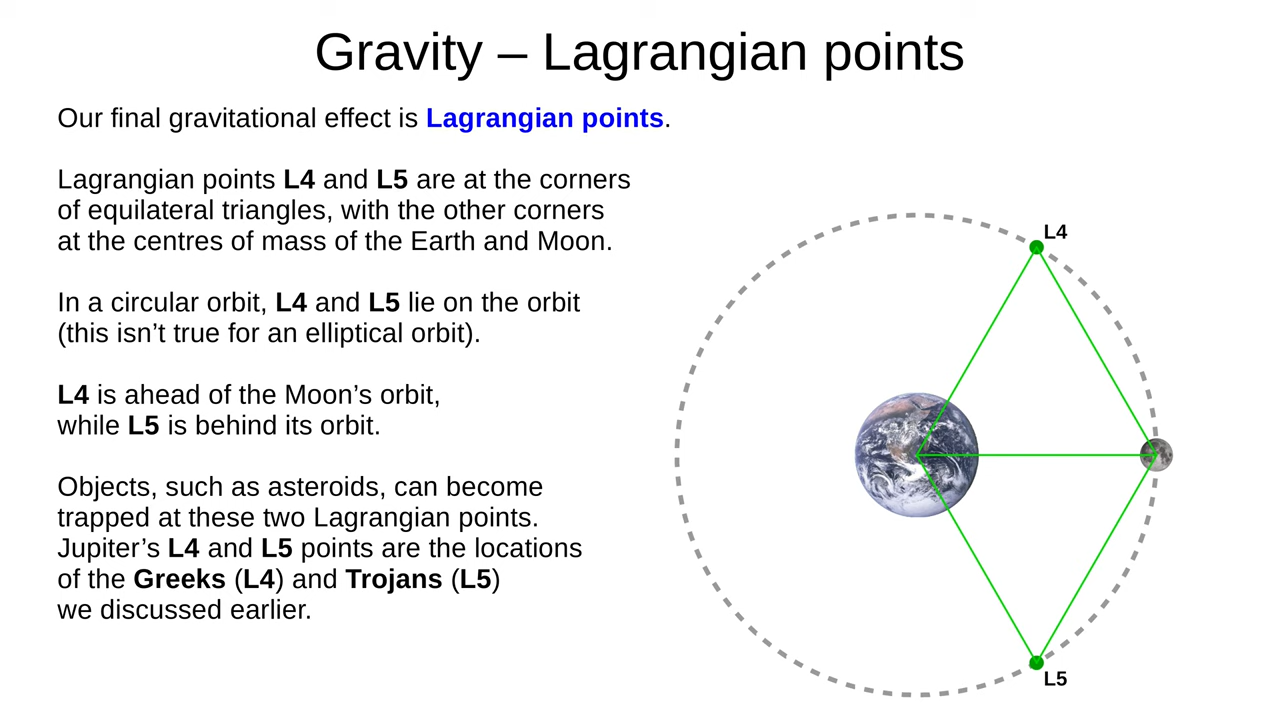 Gravity – Lagrangian points
Our final gravitational effect is Lagrangian points.
Lagrangian points L4 and L5 are at the corners
of equilateral triangles, with the other corners
at the centres of mass of the Earth and Moon.
In a circular orbit, L4 and L5 lie on the orbit
(this isn’t true for an elliptical orbit).
L4 is ahead of the Moon’s orbit,
while L5 is behind its orbit.
Objects, such as asteroids, can become
trapped at these two Lagrangian points.
Jupiter’s L4 and L5 points are the locations
of the Greeks (L4) and Trojans (L5)
we discussed earlier.
L4
L5